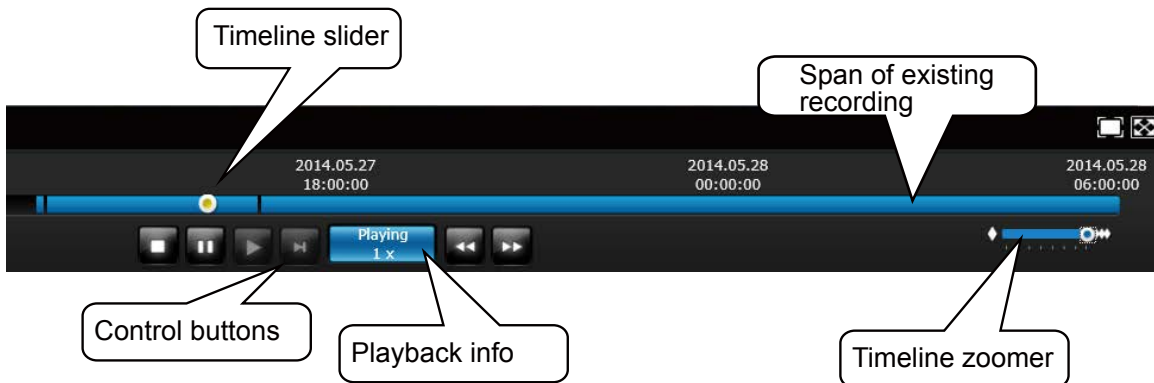 Timeline slider
Span of existing
recording
2014.05.27
18:00:00
2014.05.28
00:00:00
2014.05.28
06:00:00
Playing
1 x
Control buttons
Playback info
Timeline zoomer